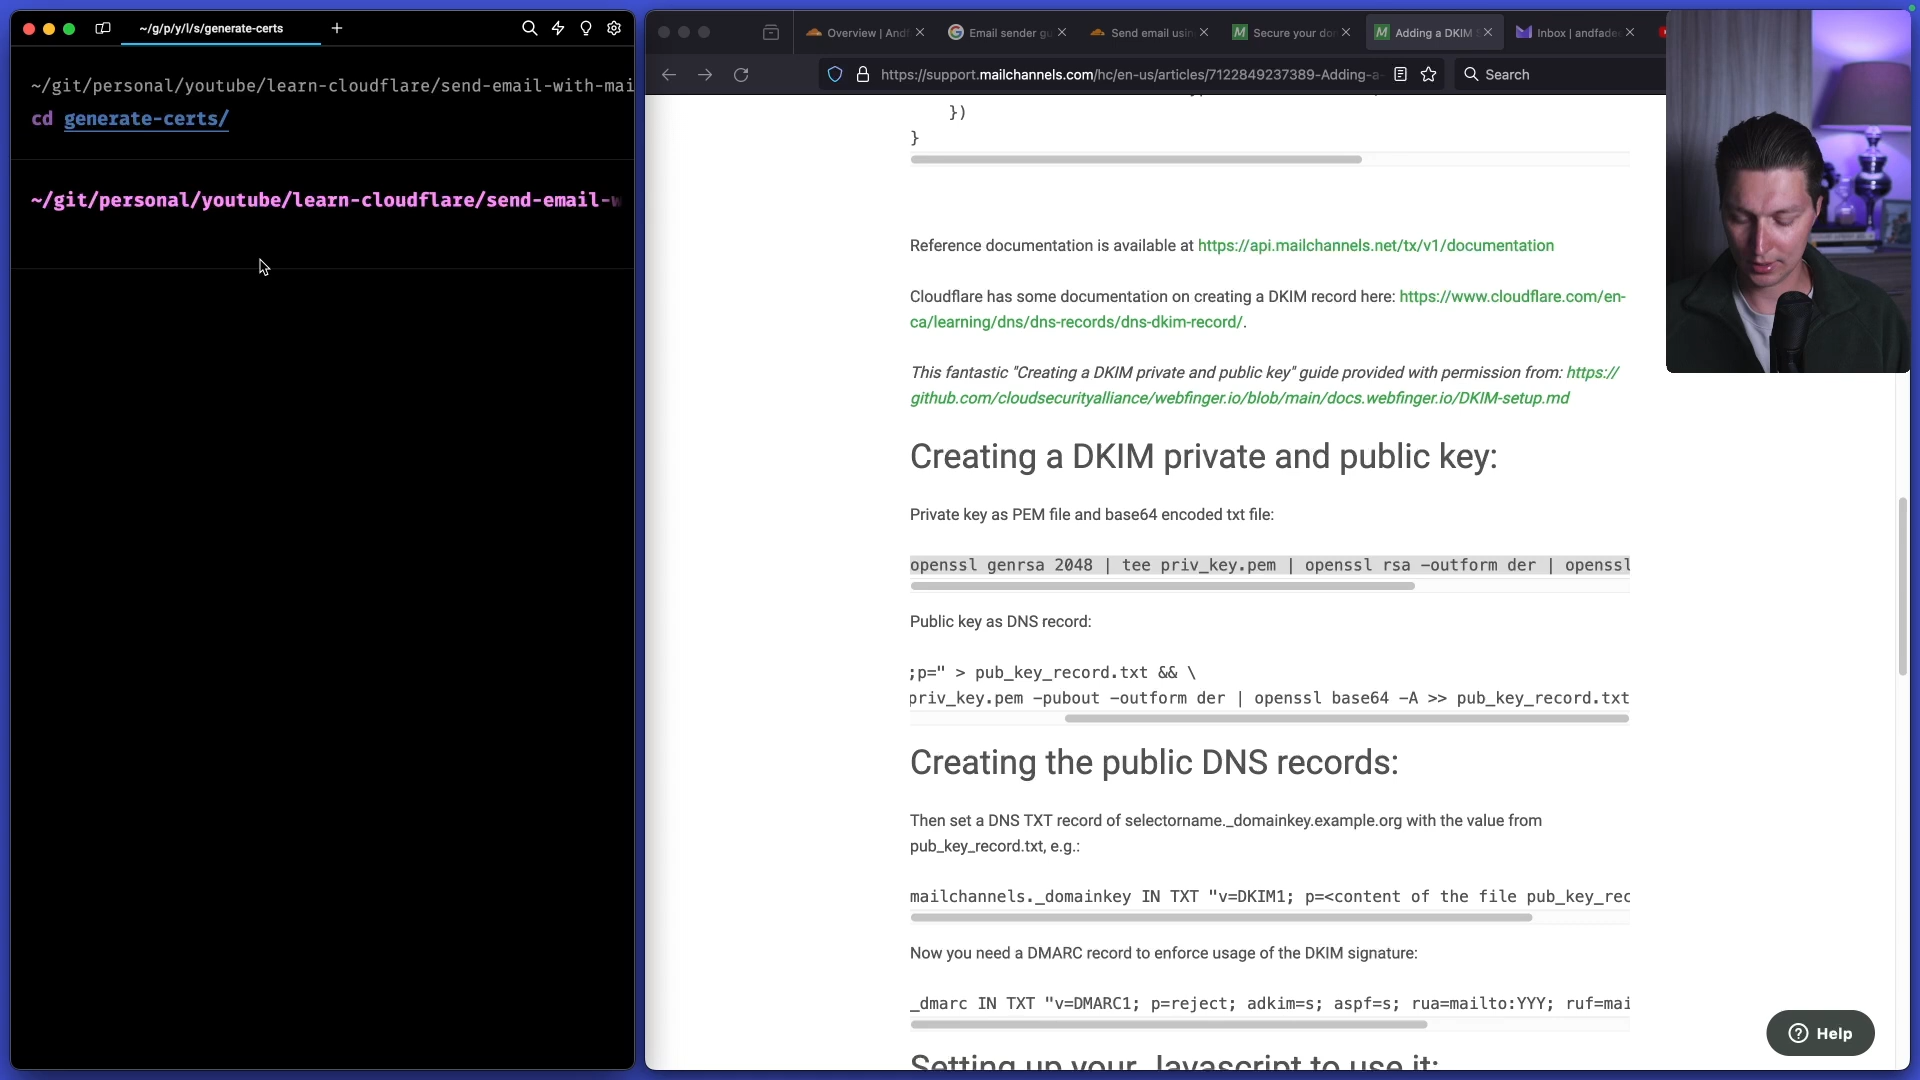 ~/g/p/y/l/s/generate-certs
~/git/personal/youtube/learn-cloudflare/send-email-with-mai
cd generate-certs/
~/git/personal/youtube/learn-cloudflare/send-email-w
Overview | Andf
Email sender gu
Send email usin
Secure your do
Adding a DKIM S
Inbox | andfade
https://support.mailchannels.com/hc/en-us/articles/7122849237389-Adding-a-
Search
})
}
Reference documentation is available at https://api.mailchannels.net/tx/v1/documentation
Cloudflare has some documentation on creating a DKIM record here: https://www.cloudflare.com/en-
ca/learning/dns/dns-records/dns-dkim-record/.
This fantastic "Creating a DKIM private and public key" guide provided with permission from: https://
github.com/cloudsecurityalliance/webfinger.io/blob/main/docs.webfinger.io/DKIM-setup.md
Creating a DKIM private and public key:
Private key as PEM file and base64 encoded txt file:
openssl genrsa 2048 | tee priv_key.pem | openssl rsa -outform der | openssl
Public key as DNS record:
;p=" > pub_key_record.txt && \
priv_key.pem -pubout -outform der | openssl base64 -A >> pub_key_record.txt
Creating the public DNS records:
Then set a DNS TXT record of selectorname._domainkey.example.org with the value from
pub_key_record.txt, e.g.:
mailchannels._domainkey IN TXT "v=DKIM1; p=<content of the file pub_key_rec
Now you need a DMARC record to enforce usage of the DKIM signature:
_dmarc IN TXT "v=DMARC1; p=reject; adkim=s; aspf=s; rua=mailto:YYY; ruf=mai
Setting up your Javascript to use it:
Help